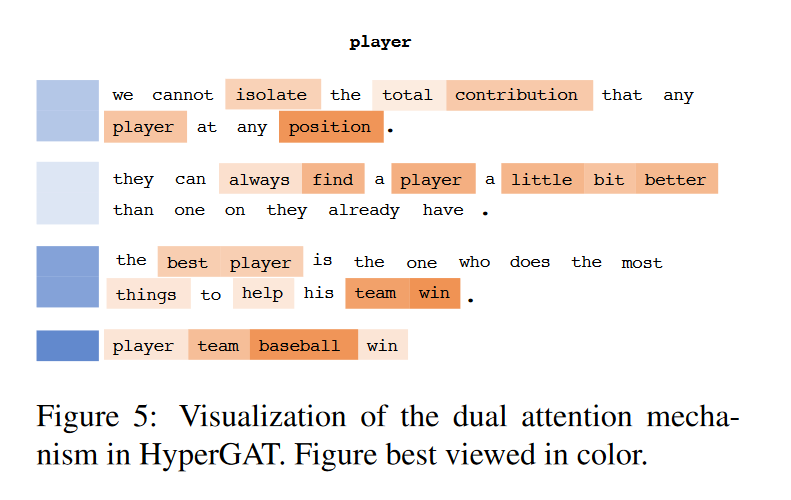 player
we cannot isolate the total contribution that any
player at any position .
they can always find a player a little bit better
than one on they already have .
the best player is the one who does the most
things to help his team win .
player team baseball win
Figure 5: Visualization of the dual attention mecha-
nism in HyperGAT. Figure best viewed in color.